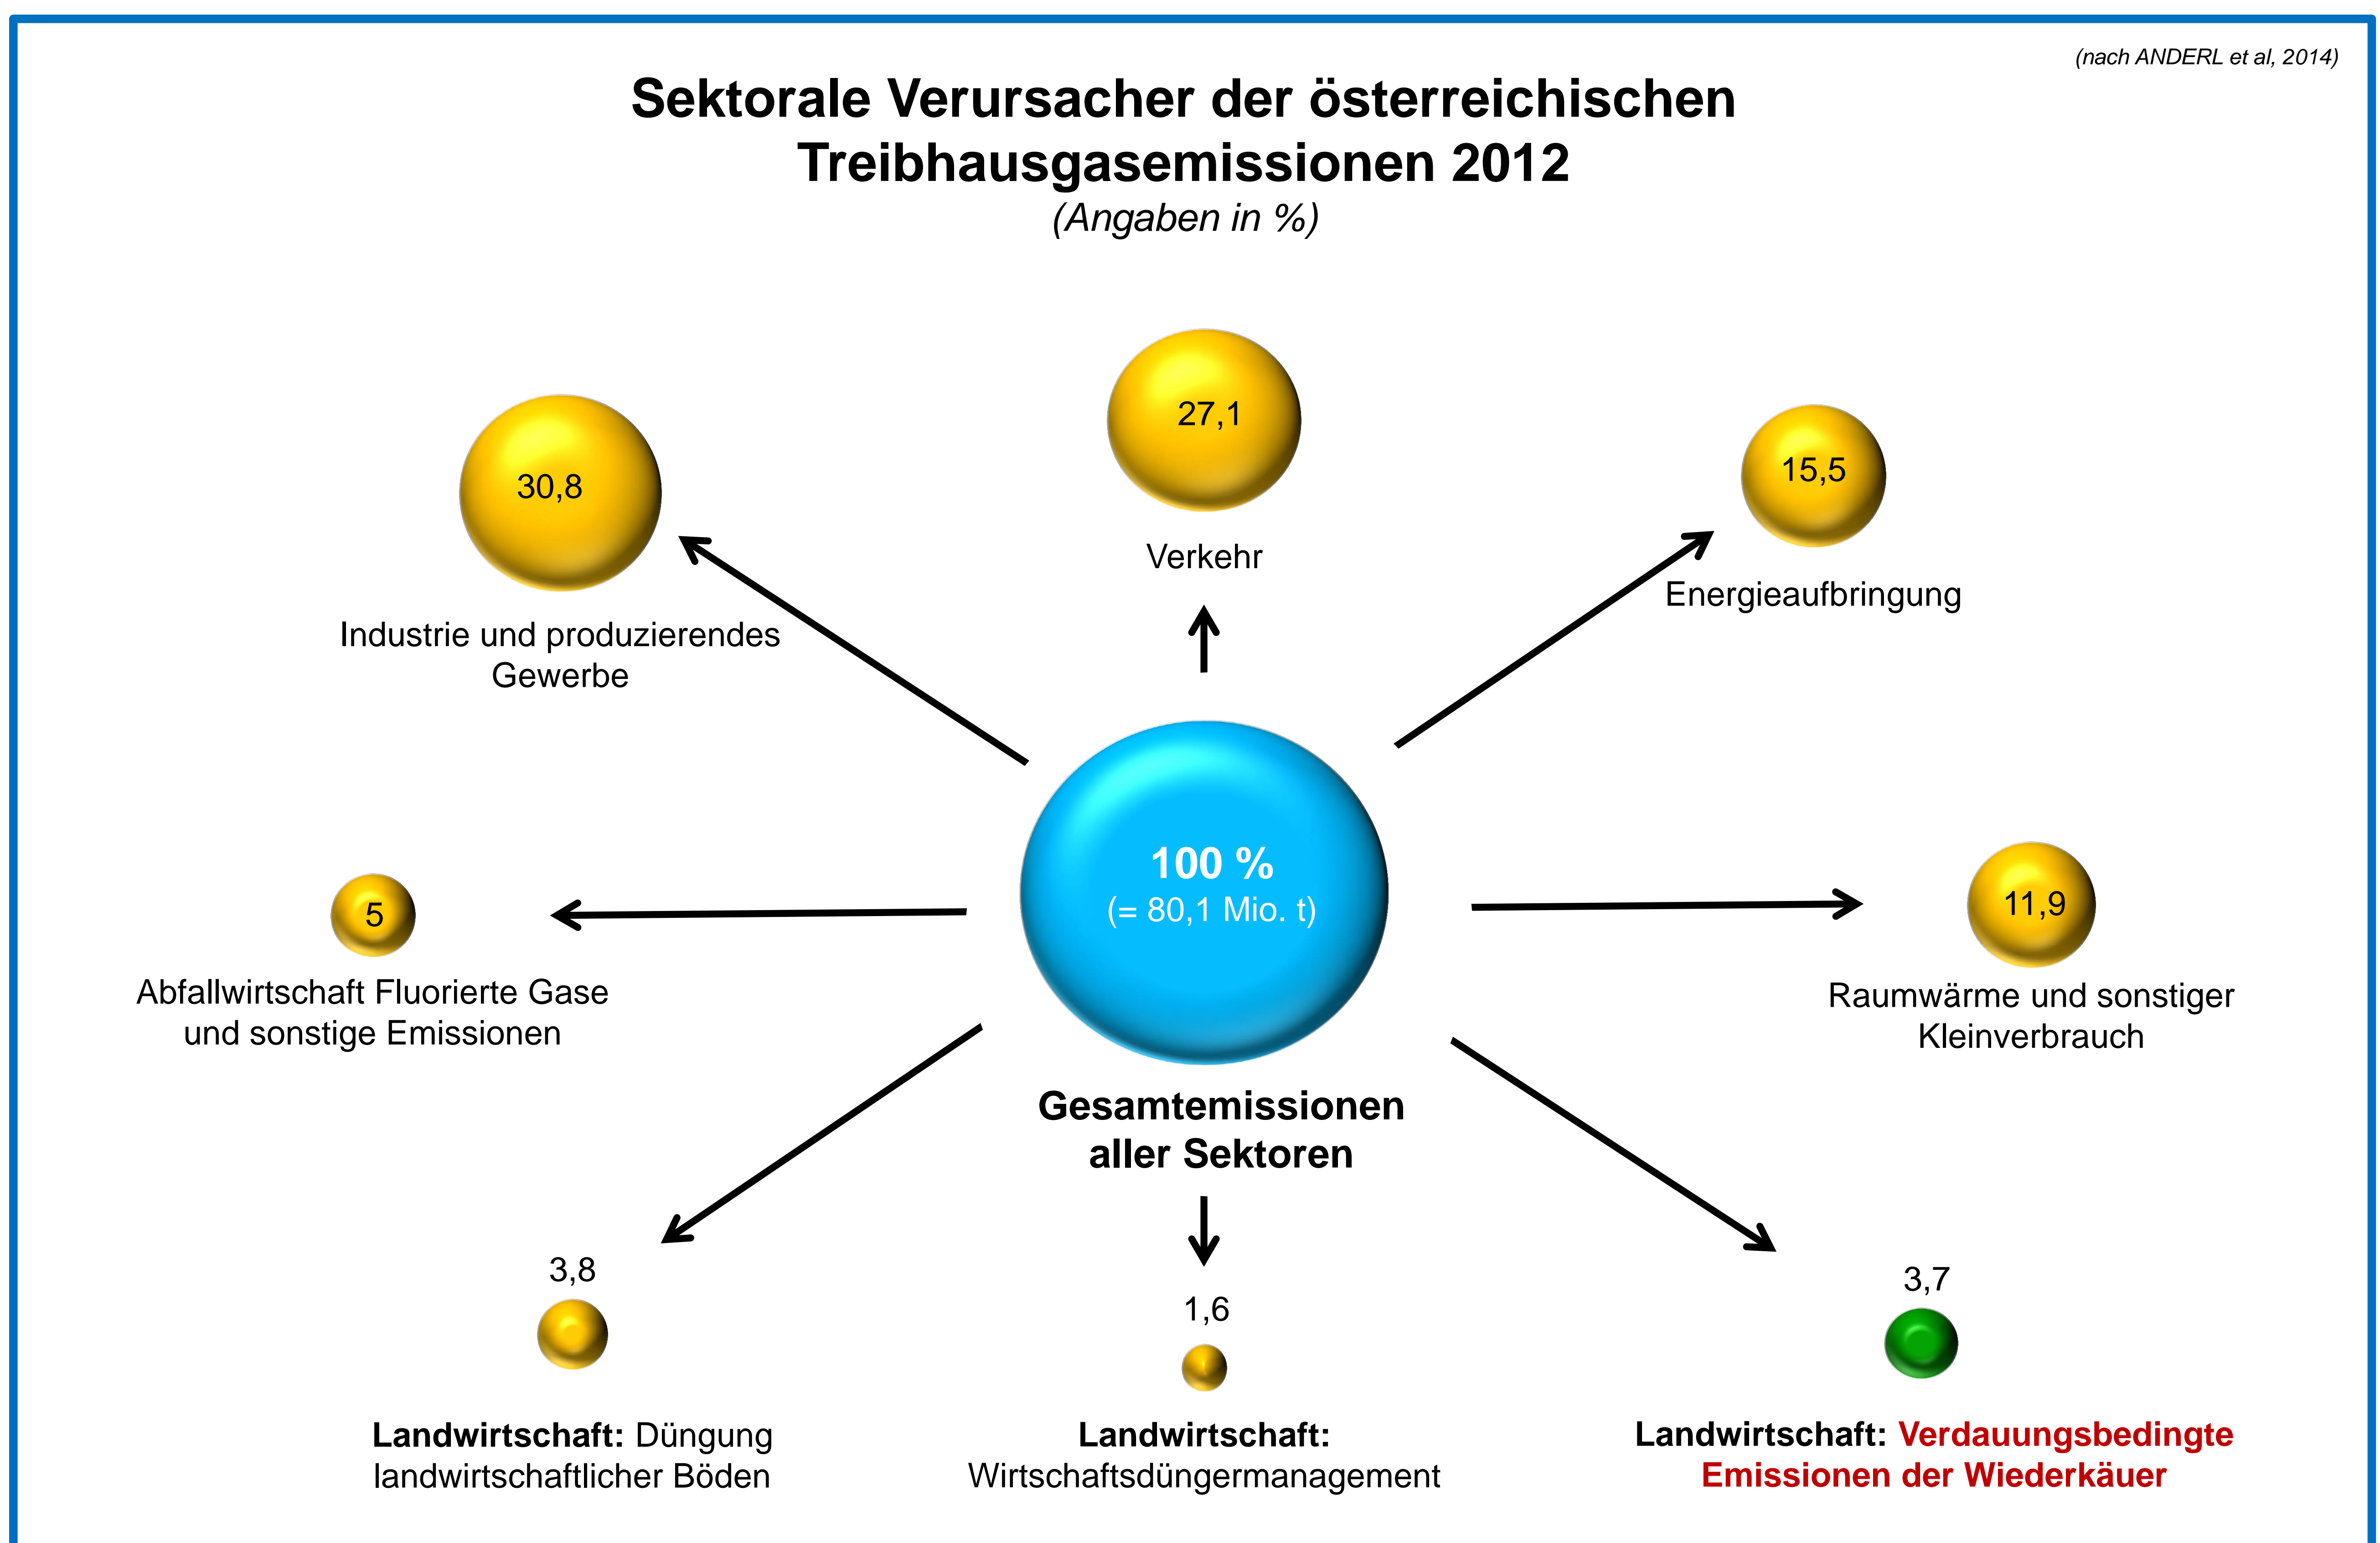 (nach ANDERL et al, 2014)
Sektorale Verursacher der österreichischen
Treibhausgasemissionen 2012
(Angaben in %)
30,8
Industrie und produzierendes
Gewerbe
27,1
Verkehr
15,5
Energieaufbringung
5
Abfallwirtschaft Fluorierte Gase
und sonstige Emissionen
100 %
(= 80,1 Mio. t)
Gesamtemissionen
aller Sektoren
11,9
Raumwärme und sonstiger
Kleinverbrauch
3,8
Landwirtschaft: Düngung
landwirtschaftlicher Böden
1,6
Landwirtschaft:
Wirtschaftsdüngermanagement
3,7
Landwirtschaft: Verdauungsbedingte
Emissionen der Wiederkäuer